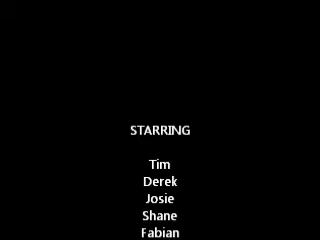 STARRING
Tim
Derek
Josie
Shane
Fabian